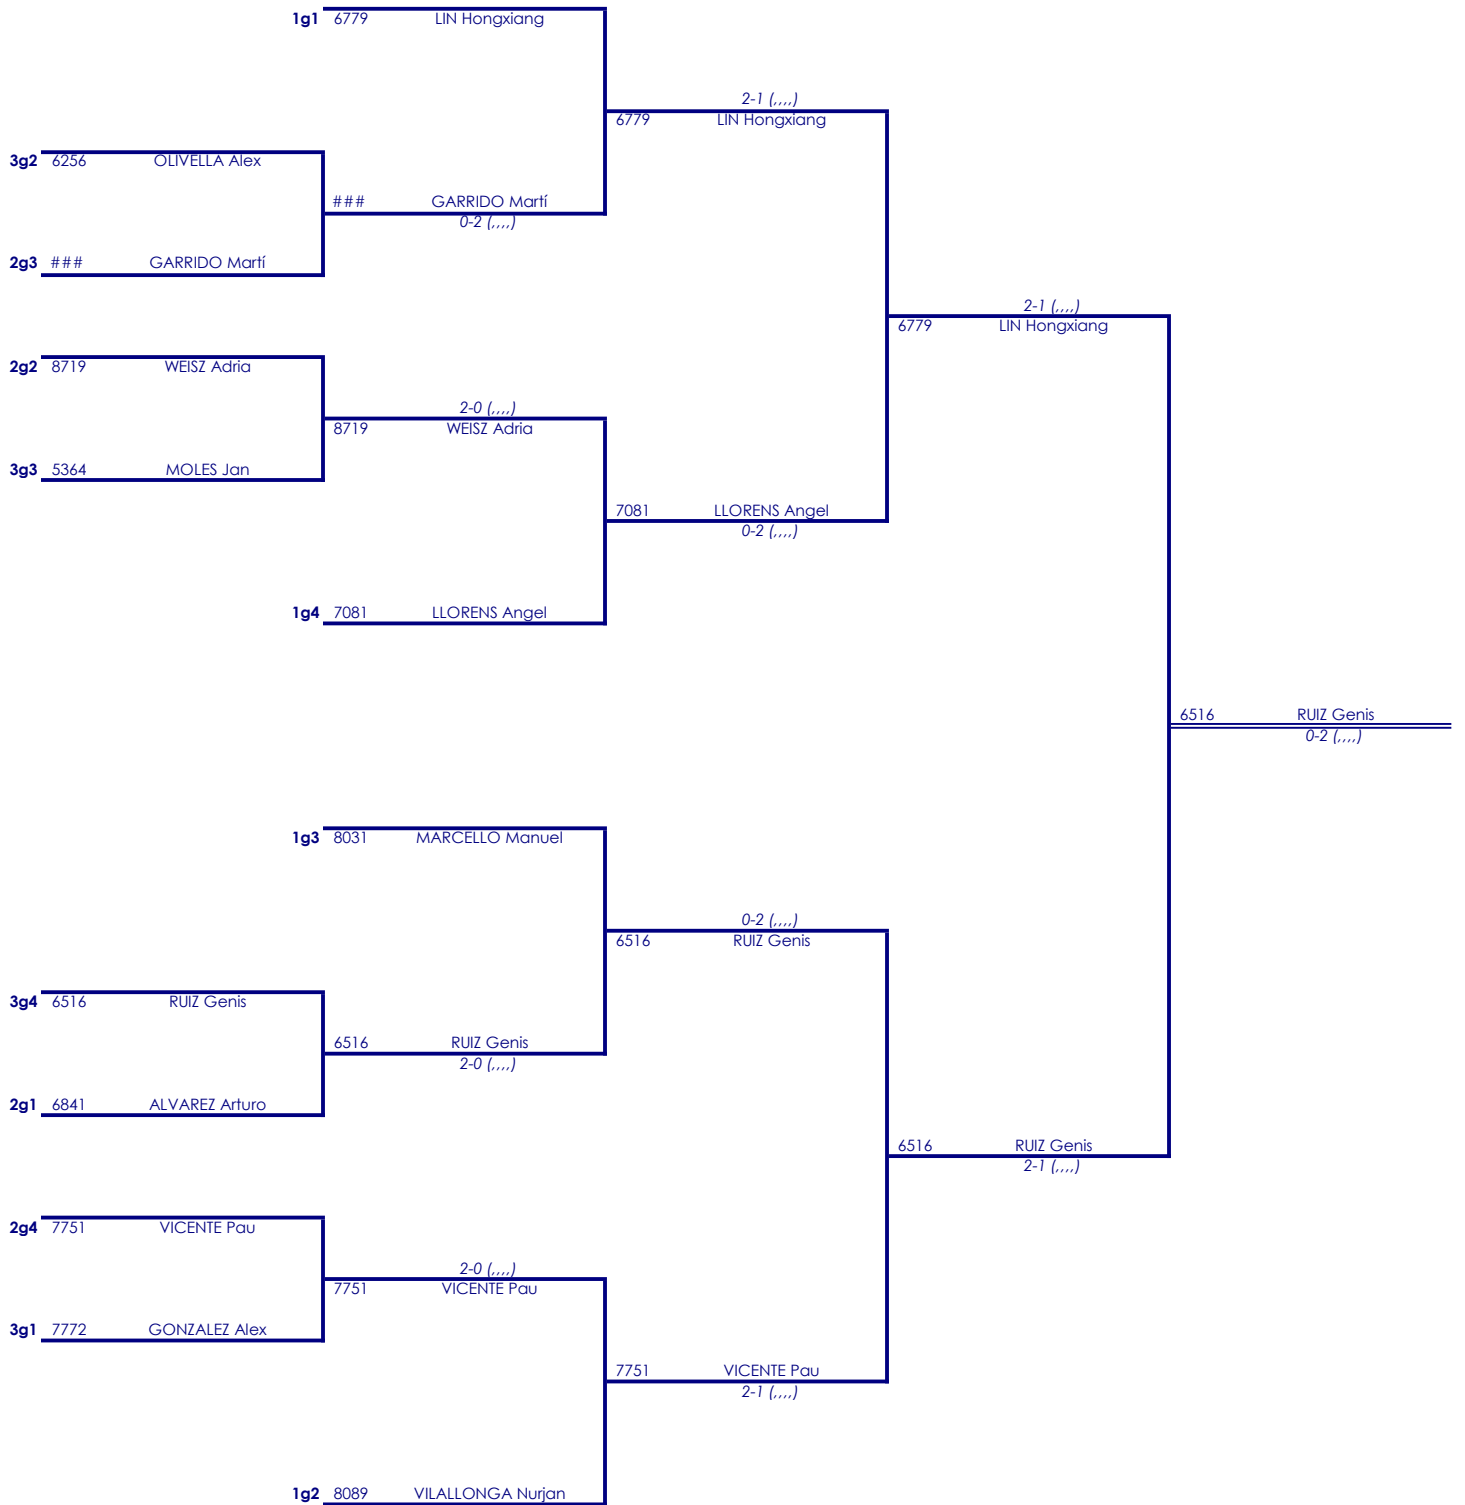 1g1 6779 LIN Hongxiang
2-1 (,,,,)
6779 LIN Hongxiang
3g2 6256 OLIVELLA Alex
### GARRIDO Martí
0-2 (,,,,)
2g3 ### GARRIDO Martí
2-1 (,,,,)
6779 LIN Hongxiang
2g2 8719 WEISZ Adria
2-0 (,,,,)
8719 WEISZ Adria
3g3 5364 MOLES Jan
7081 LLORENS Angel
0-2 (,,,,)
1g4 7081 LLORENS Angel
6516 RUIZ Genis
0-2 (,,,,)
1g3 8031 MARCELLO Manuel
0-2 (,,,,)
6516 RUIZ Genis
3g4 6516 RUIZ Genis
6516 RUIZ Genis
2-0 (,,,,)
2g1 6841 ALVAREZ Arturo
6516 RUIZ Genis
2-1 (,,,,)
2g4 7751 VICENTE Pau
2-0 (,,,,)
7751 VICENTE Pau
3g1 7772 GONZALEZ Alex
7751 VICENTE Pau
2-1 (,,,,)
1g2 8089 VILALLONGA Nurjan